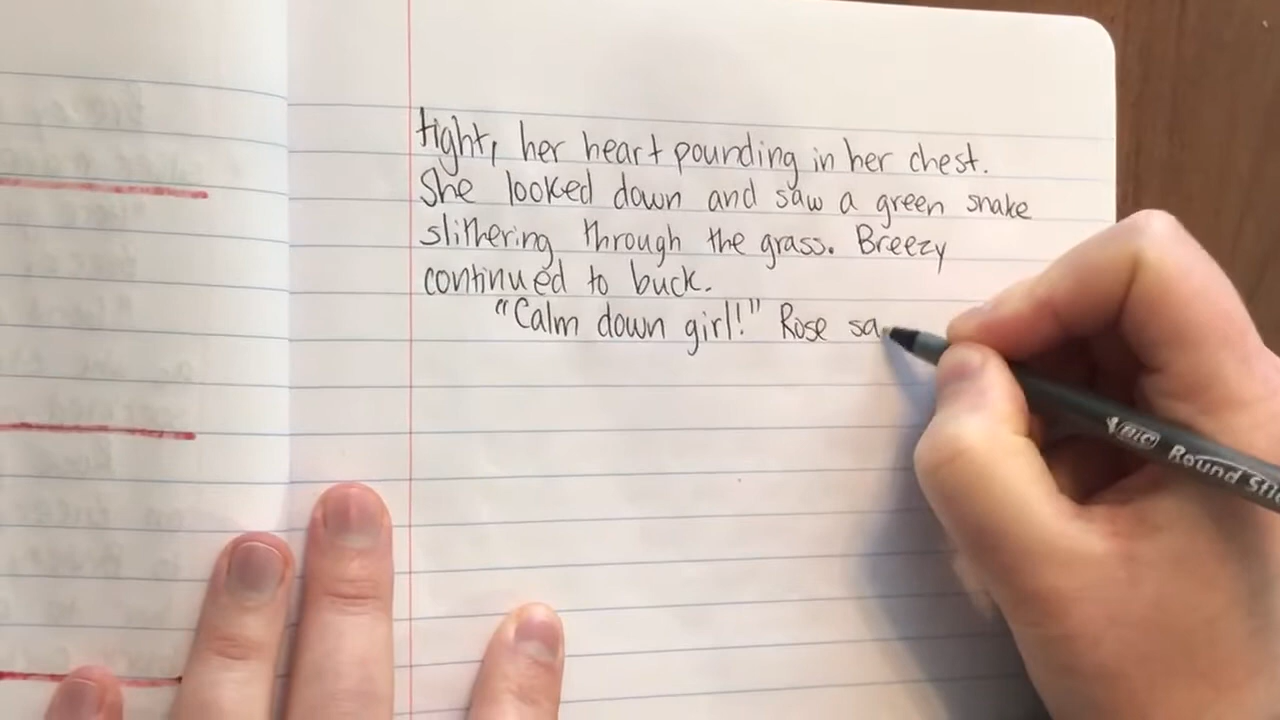 tight, her heart pounding in her chest.
She looked down and saw a green snake
slithering through the grass. Breezy
continued to buck.
"Calm down girl!" Rose sa
BIC Round Stic